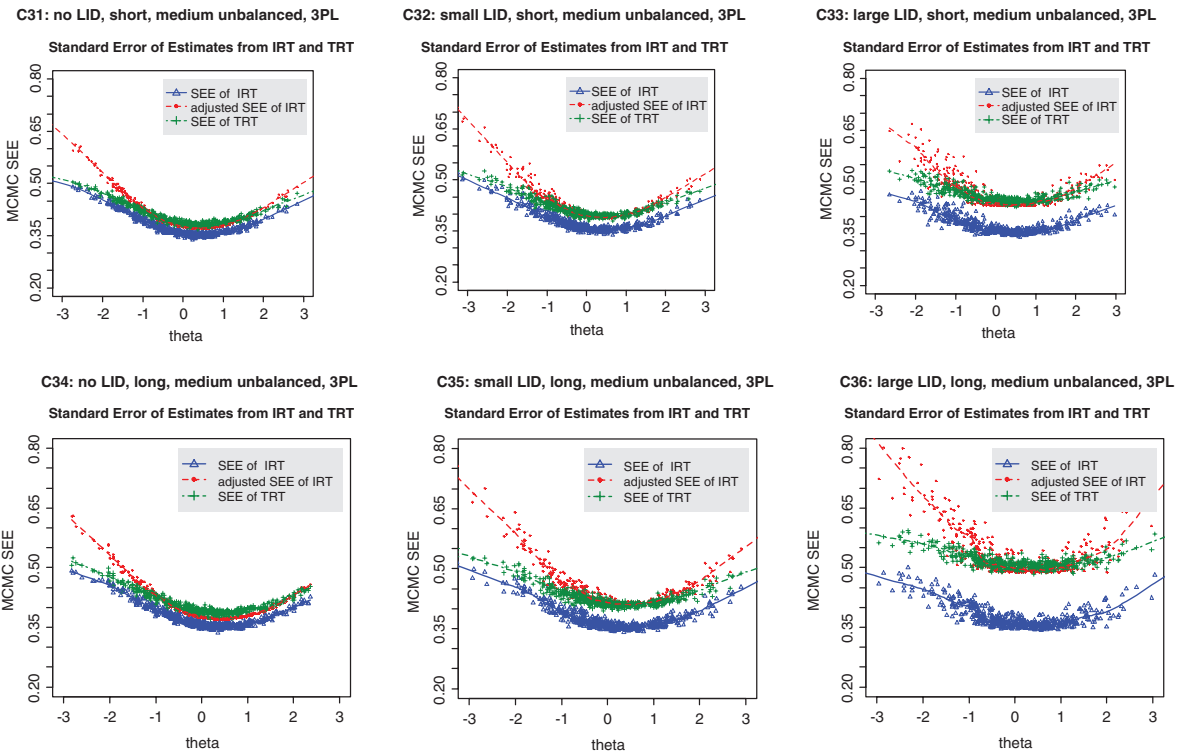 C31: no LID, short, medium unbalanced, 3PL
Standard Error of Estimates from IRT and TRT
MCMC SEE
0.80
0.65
0.50
0.35
0.20
SEE of IRT
adjusted SEE of IRT
SEE of TRT
-3 -2 -1 0 1 2 3
theta
C32: small LID, short, medium unbalanced, 3PL
Standard Error of Estimates from IRT and TRT
MCMC SEE
0.80
0.65
0.50
0.35
0.20
SEE of IRT
adjusted SEE of IRT
SEE of TRT
-3 -2 -1 0 1 2 3
theta
C33: large LID, short, medium unbalanced, 3PL
Standard Error of Estimates from IRT and TRT
MCMC SEE
0.80
0.65
0.50
0.35
0.20
SEE of IRT
adjusted SEE of IRT
SEE of TRT
-3 -2 -1 0 1 2 3
theta
C34: no LID, long, medium unbalanced, 3PL
Standard Error of Estimates from IRT and TRT
MCMC SEE
0.80
0.65
0.50
0.35
0.20
SEE of IRT
adjusted SEE of IRT
SEE of TRT
-3 -2 -1 0 1 2 3
theta
C35: small LID, long, medium unbalanced, 3PL
Standard Error of Estimates from IRT and TRT
MCMC SEE
0.80
0.65
0.50
0.35
0.20
SEE of IRT
adjusted SEE of IRT
SEE of TRT
-3 -2 -1 0 1 2 3
theta
C36: large LID, long, medium unbalanced, 3PL
Standard Error of Estimates from IRT and TRT
MCMC SEE
0.80
0.65
0.50
0.35
0.20
SEE of IRT
adjusted SEE of IRT
SEE of TRT
-3 -2 -1 0 1 2 3
theta